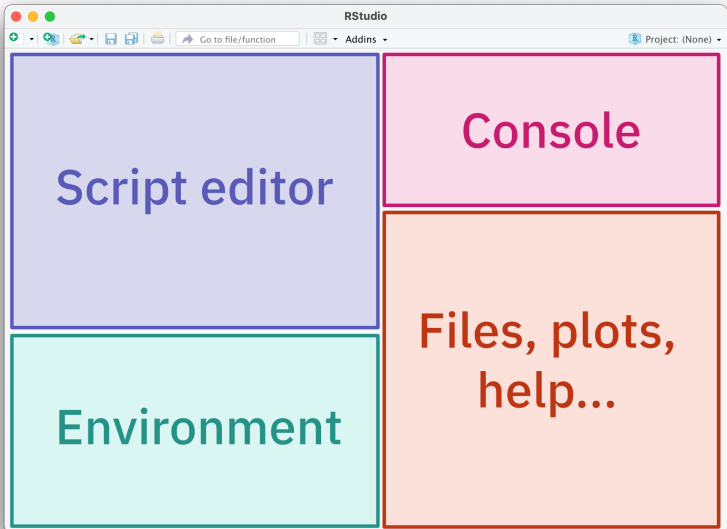 RStudio
Go to file/function
Addins
Project: (None)
Script editor
Console
Environment
Files, plots,
help...